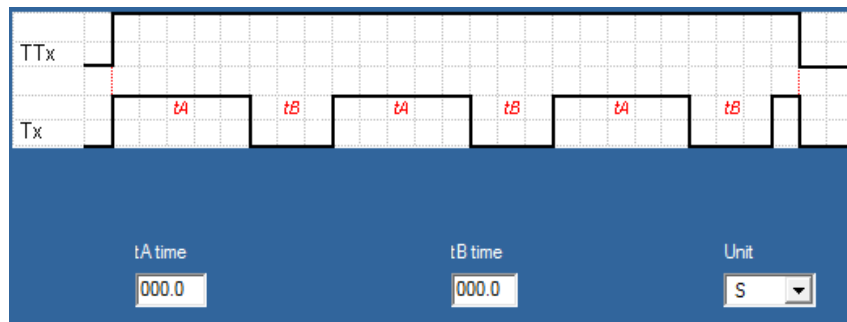 TTx
tA tB tA tB tA tB
Tx
tA time tB time Unit
000.0 000.0 S